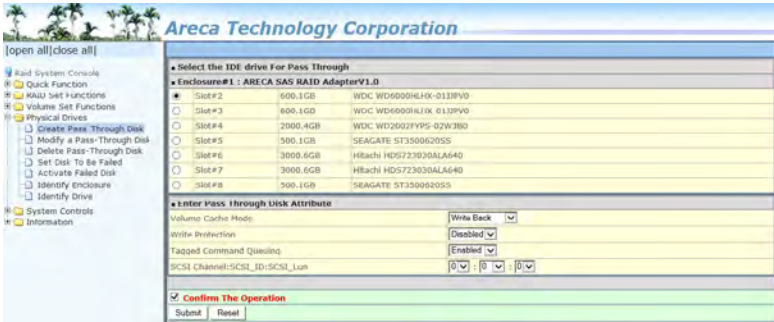 Areca Technology Corporation
|open all|close all|
Raid System Console
Quick Function
RAID Set Functions
Volume Set Functions
Physical Drives
Create Pass-Through Disk
Modify a Pass-Through Disk
Delete Pass-Through Disk
Set Disk To Be Failed
Activate Failed Disk
Identify Enclosure
Identify Drive
System Controls
Information
Select the IDE drive For Pass Through
Enclosure#1 : ARECA SAS RAID AdapterV1.0
Slot#2 600.1GB WDC WD6000HLHX-01JJPV0
Slot#3 600.1GB WDC WD6000HLHX-01JJPV0
Slot#4 2000.4GB WDC WD2002FYPS-02W3B0
Slot#5 500.1GB SEAGATE ST3500620SS
Slot#6 3000.6GB Hitachi HDS723030ALA640
Slot#7 3000.6GB Hitachi HDS723030ALA640
Slot#8 500.1GB SEAGATE ST3500620SS
Enter Pass Through Disk Attribute
Volume Cache Mode Write Back
Write Protection Disabled
Tagged Command Queuing Enabled
SCSI Channel:SCSI_ID:SCSI_Lun 0 : 0 : 0
Confirm The Operation
Submit Reset